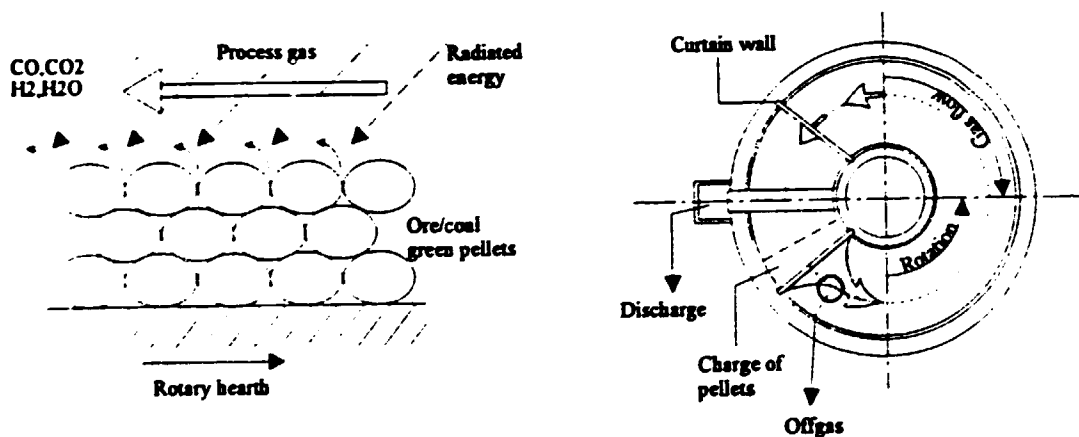 CO,CO2
H2,H2O
Process gas
Radiated
energy
Ore/coal
green pellets
Rotary hearth
Curtain wall
Gas flow
Rotation
Discharge
Charge of
pellets
Offgas